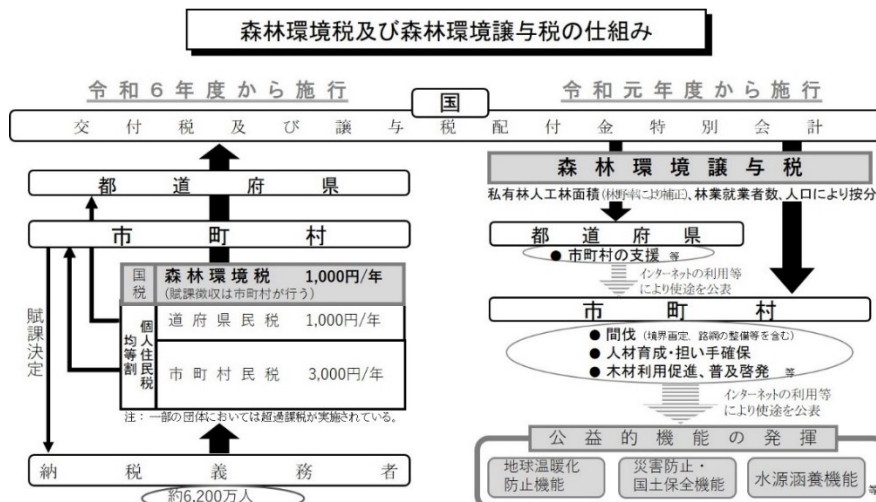 森林環境税及び森林環境譲与税の仕組み
令和6年度から施行
国
令和元年度から施行
交付税及び譲与税配付金特別会計
都道府県
市町村
国税
森林環境税 1,000円/年
(賦課徴収は市町村が行う)
個人住民税均等割
道府県民税 1,000円/年
市町村民税 3,000円/年
注：一部の団体においては超過課税が実施されている。
賦課決定
納税義務者
約6,200万人
森林環境譲与税
私有林人工林面積(林野率により補正)、林業就業者数、人口により按分
都道府県
● 市町村の支援 等
インターネットの利用等
により使途を公表
市町村
● 間伐(境界画定、路網の整備等を含む)
● 人材育成・担い手確保
● 木材利用促進、普及啓発 等
インターネットの利用等
により使途を公表
公益的機能の発揮
地球温暖化
防止機能
災害防止・
国土保全機能
水源涵養機能
等